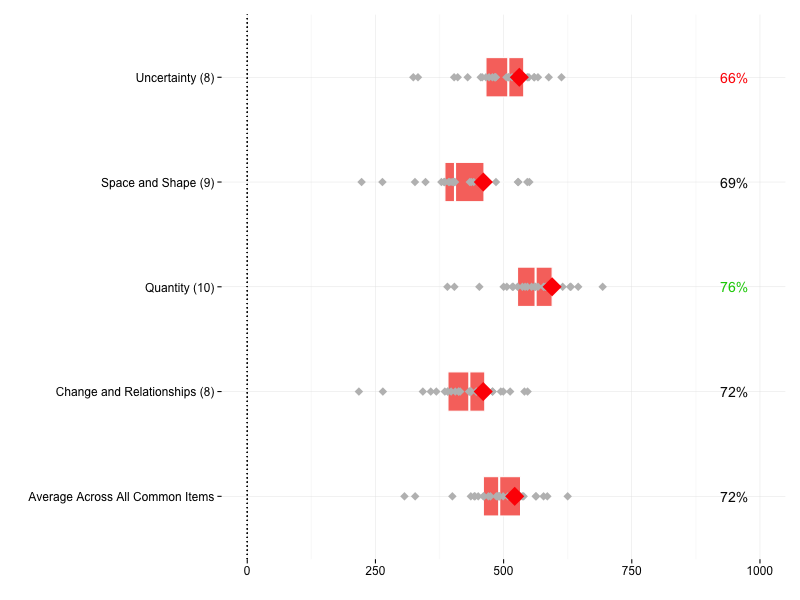 Uncertainty (8) 66%
Space and Shape (9) 69%
Quantity (10) 76%
Change and Relationships (8) 72%
Average Across All Common Items 72%
0 250 500 750 1000